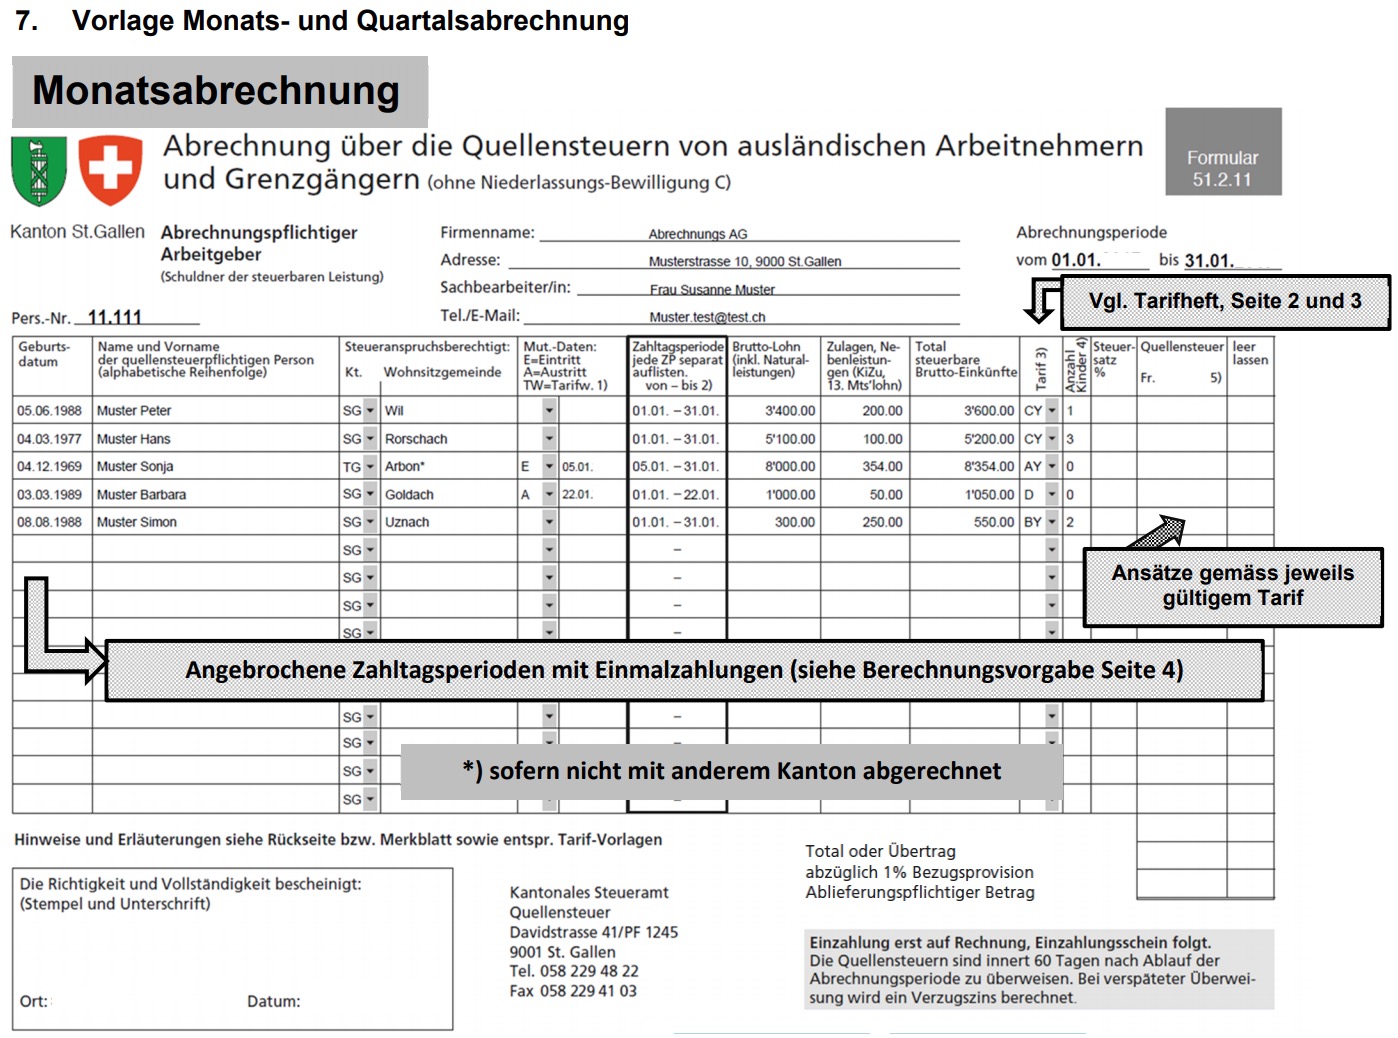 7. Vorlage Monats- und Quartalsabrechnung
Monatsabrechnung
Abrechnung über die Quellensteuern von ausländischen Arbeitnehmern
und Grenzgängern (ohne Niederlassungs-Bewilligung C)
Formular
51.2.11
Kanton St.Gallen
Abrechnungspflichtiger
Arbeitgeber
(Schuldner der steuerbaren Leistung)
Pers.-Nr. 11.111
Firmenname: Abrechnungs AG
Adresse: Musterstrasse 10, 9000 St.Gallen
Sachbearbeiter/in: Frau Susanne Muster
Tel./E-Mail: Muster.test@test.ch
Abrechnungsperiode
vom 01.01. bis 31.01.
Vgl. Tarifheft, Seite 2 und 3
Geburts-
datum
Name und Vorname
der quellensteuerpflichtigen Person
(alphabetische Reihenfolge)
Steueranspruchsberechtigt:
Kt. Wohnsitzgemeinde
Mut.-Daten:
E=Eintritt
A=Austritt
TW=Tarifw. 1)
Zahltagsperiode
jede ZP separat
auflisten.
von – bis 2)
Brutto-Lohn
(inkl. Natural-
leistungen)
Zulagen, Ne-
benleistun-
gen (KiZu,
13. Mts'lohn)
Total
steuerbare
Brutto-Einkünfte
Tarif 3)
Anzahl
Kinder 4)
Steuer-
satz
%
Quellensteuer
Fr. 5)
leer
lassen
05.06.1988 Muster Peter SG Wil 01.01. – 31.01. 3'400.00 200.00 3'600.00 CY 1
04.03.1977 Muster Hans SG Rorschach 01.01. – 31.01. 5'100.00 100.00 5'200.00 CY 3
04.12.1969 Muster Sonja TG Arbon* E 05.01. 05.01. – 31.01. 8'000.00 354.00 8'354.00 AY 0
03.03.1989 Muster Barbara SG Goldach A 22.01. 01.01. – 22.01. 1'000.00 50.00 1'050.00 D 0
08.08.1988 Muster Simon SG Uznach 01.01. – 31.01. 300.00 250.00 550.00 BY 2
SG –
SG –
SG –
SG –
Ansätze gemäss jeweils
gültigem Tarif
Angebrochene Zahltagsperioden mit Einmalzahlungen (siehe Berechnungsvorgabe Seite 4)
SG –
SG –
SG
SG –
*) sofern nicht mit anderem Kanton abgerechnet
Hinweise und Erläuterungen siehe Rückseite bzw. Merkblatt sowie entspr. Tarif-Vorlagen
Die Richtigkeit und Vollständigkeit bescheinigt:
(Stempel und Unterschrift)
Ort: Datum:
Kantonales Steueramt
Quellensteuer
Davidstrasse 41/PF 1245
9001 St. Gallen
Tel. 058 229 48 22
Fax 058 229 41 03
Total oder Übertrag
abzüglich 1% Bezugsprovision
Ablieferungspflichtiger Betrag
Einzahlung erst auf Rechnung, Einzahlungsschein folgt.
Die Quellensteuern sind innert 60 Tagen nach Ablauf der
Abrechnungsperiode zu überweisen. Bei verspäteter Überwei-
sung wird ein Verzugszins berechnet.